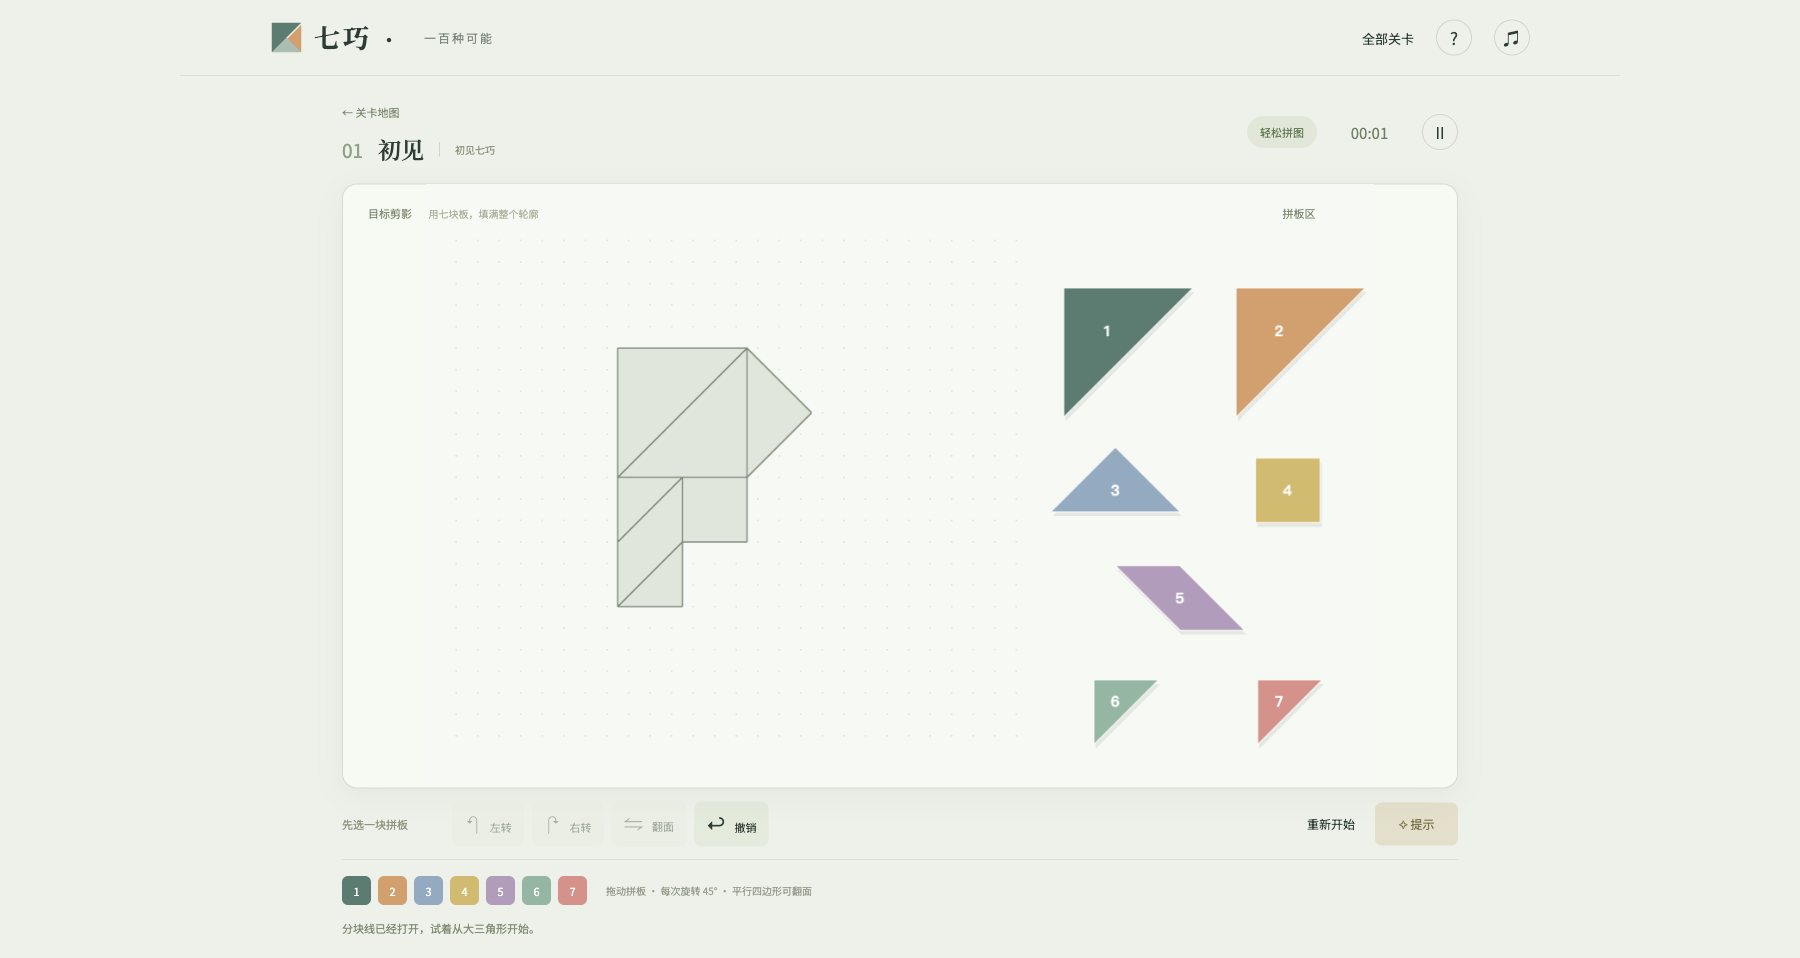 七巧 · 一百种可能 全部关卡 ?
← 关卡地图
01 初见 初见七巧 轻松拼图 00:01
目标剪影 用七块板，填满整个轮廓 拼板区
1 2
3 4
5
6 7
先选一块拼板 左转 右转 翻面 撤销 重新开始 提示
1 2 3 4 5 6 7 拖动拼板 · 每次旋转 45° · 平行四边形可翻面
分块线已经打开，试着从大三角形开始。